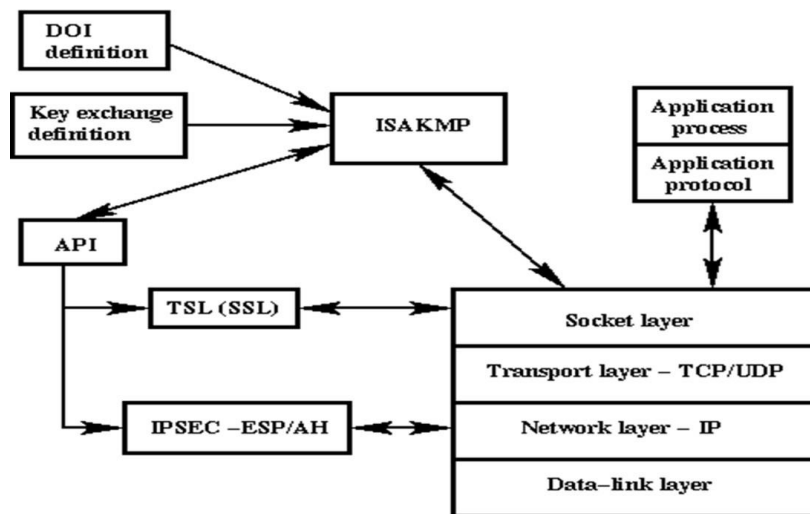 DOI
definition
Key exchange
definition
ISAKMP
Application
process
Application
protocol
API
TSL (SSL)
Socket layer
Transport layer – TCP/UDP
IPSEC –ESP/AH
Network layer – IP
Data–link layer